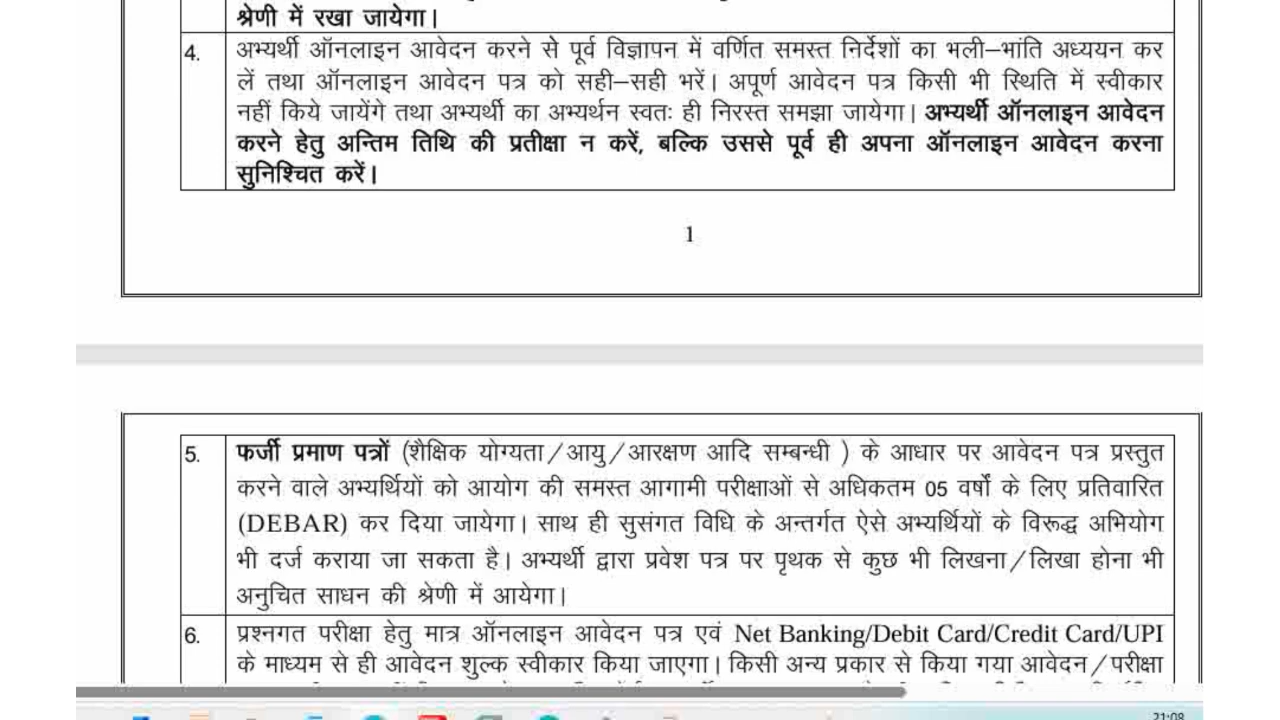 श्रेणी में रखा जायेगा।
4. अभ्यर्थी ऑनलाइन आवेदन करने से पूर्व विज्ञापन में वर्णित समस्त निर्देशों का भली–भांति अध्ययन कर
लें तथा ऑनलाइन आवेदन पत्र को सही–सही भरें। अपूर्ण आवेदन पत्र किसी भी स्थिति में स्वीकार
नहीं किये जायेंगे तथा अभ्यर्थी का अभ्यर्थन स्वतः ही निरस्त समझा जायेगा। अभ्यर्थी ऑनलाइन आवेदन
करने हेतु अन्तिम तिथि की प्रतीक्षा न करें, बल्कि उससे पूर्व ही अपना ऑनलाइन आवेदन करना
सुनिश्चित करें।
1
5. फर्जी प्रमाण पत्रों (शैक्षिक योग्यता/आयु/आरक्षण आदि सम्बन्धी ) के आधार पर आवेदन पत्र प्रस्तुत
करने वाले अभ्यर्थियों को आयोग की समस्त आगामी परीक्षाओं से अधिकतम 05 वर्षों के लिए प्रतिवारित
(DEBAR) कर दिया जायेगा। साथ ही सुसंगत विधि के अन्तर्गत ऐसे अभ्यर्थियों के विरूद्ध अभियोग
भी दर्ज कराया जा सकता है। अभ्यर्थी द्वारा प्रवेश पत्र पर पृथक से कुछ भी लिखना/लिखा होना भी
अनुचित साधन की श्रेणी में आयेगा।
6. प्रश्नगत परीक्षा हेतु मात्र ऑनलाइन आवेदन पत्र एवं Net Banking/Debit Card/Credit Card/UPI
के माध्यम से ही आवेदन शुल्क स्वीकार किया जाएगा। किसी अन्य प्रकार से किया गया आवेदन/परीक्षा
21:08